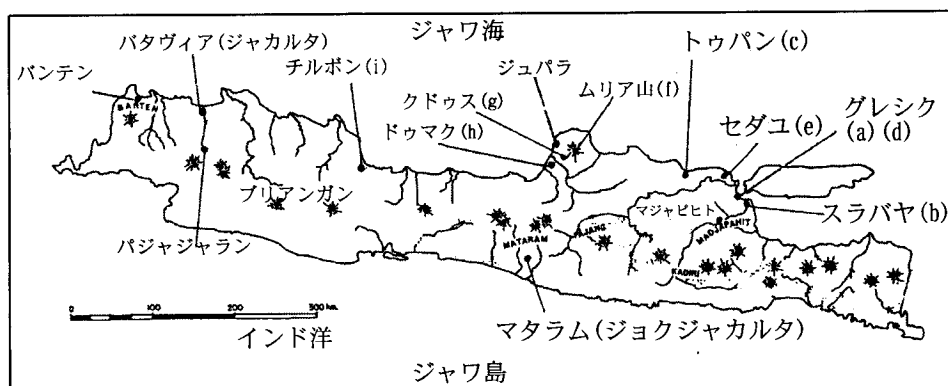 ジャワ海
バタヴィア(ジャカルタ)
トゥパン(c)
バンテン
チルボン(i)
ジュパラ
ムリア山(f)
クドゥス(g)
グレシク
(a)(d)
ドゥマク(h)
セダユ(e)
BANTEN
プリアンガン
マジャピヒト
スラバヤ(b)
MADJAPAHIT
PAJANG
パジャジャラン
MATARAM
KADIRI
0 100 200 300 km.
マタラム(ジョクジャカルタ)
インド洋
ジャワ島